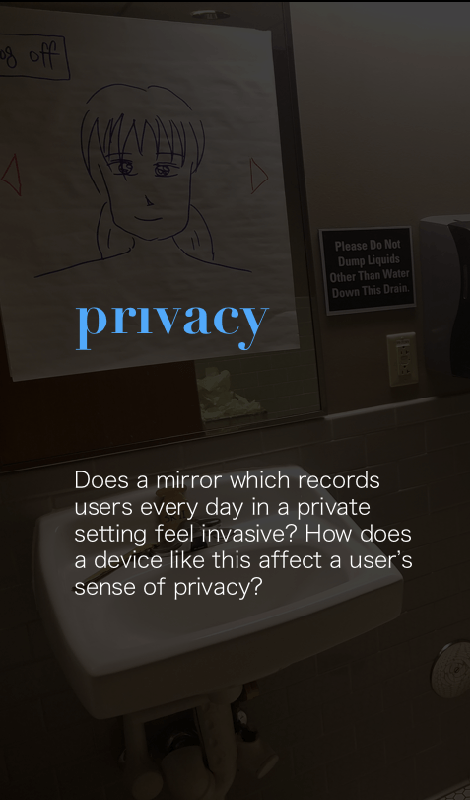 off
Please Do Not
Dump Liquids
Other Than Water
Down This Drain.
privacy
Does a mirror which records
users every day in a private
setting feel invasive? How does
a device like this affect a user's
sense of privacy?